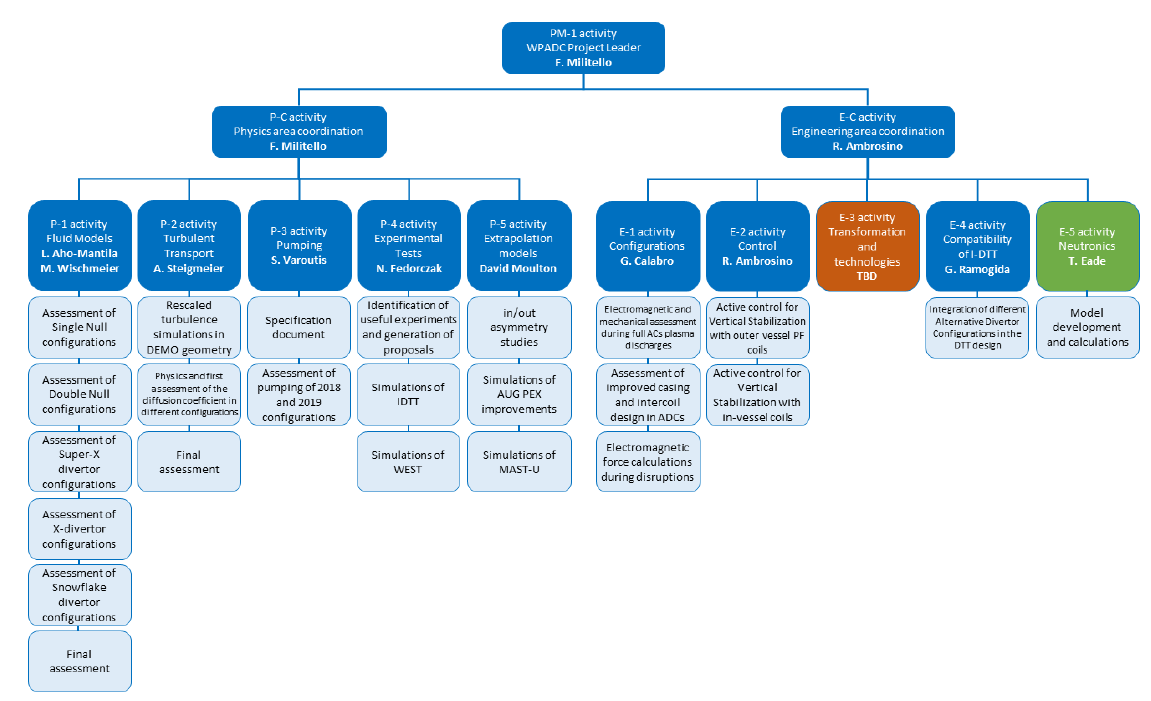 PM-1 activity
WPADC Project Leader
F. Militello
P-C activity
Physics area coordination
F. Militello
E-C activity
Engineering area coordination
R. Ambrosino
P-1 activity
Fluid Models
L. Aho-Mantila
M. Wischmeier
Assessment of
Single Null
configurations
Assessment of
Double Null
configurations
Assessment of
Super-X
divertor
configurations
Assessment of
X-divertor
configurations
Assessment of
Snowflake
divertor
configurations
Final
assessment
P-2 activity
Turbulent
Transport
A. Steigmeier
Rescaled
turbulence
simulations in
DEMO geometry
Physics and first
assessment of the
diffusion coefficient in
different configurations
Final
assessment
P-3 activity
Pumping
S. Varoutis
Specification
document
Assessment of
pumping of 2018
and 2019
configurations
P-4 activity
Experimental
Tests
N. Fedorczak
Identification of
useful experiments
and generation of
proposals
Simulations of
IDTT
Simulations of
WEST
P-5 activity
Extrapolation
models
David Moulton
in/out
asymmetry
studies
Simulations of
AUG PEX
improvements
Simulations of
MAST-U
E-1 activity
Configurations
G. Calabro
Electromagnetic and
mechanical assessment
during full ACs plasma
discharges
Assessment of
improved casing
and intercoil
design in ADCs
Electromagnetic
force calculations
during disruptions
E-2 activity
Control
R. Ambrosino
Active control for
Vertical Stabilization
with outer vessel PF
coils
Active control for
Vertical
Stabilization with
in-vessel coils
E-3 activity
Transformation
and
technologies
TBD
E-4 activity
Compatibility
of I-DTT
G. Ramogida
Integration of different
Alternative Divertor
Configurations in the
DTT design
E-5 activity
Neutronics
T. Eade
Model
development
and calculations